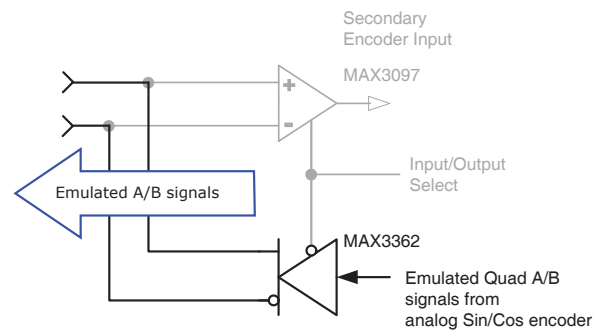 Secondary
Encoder Input
MAX3097
+
-
Input/Output
Select
Emulated A/B signals
MAX3362
Emulated Quad A/B
signals from
analog Sin/Cos encoder